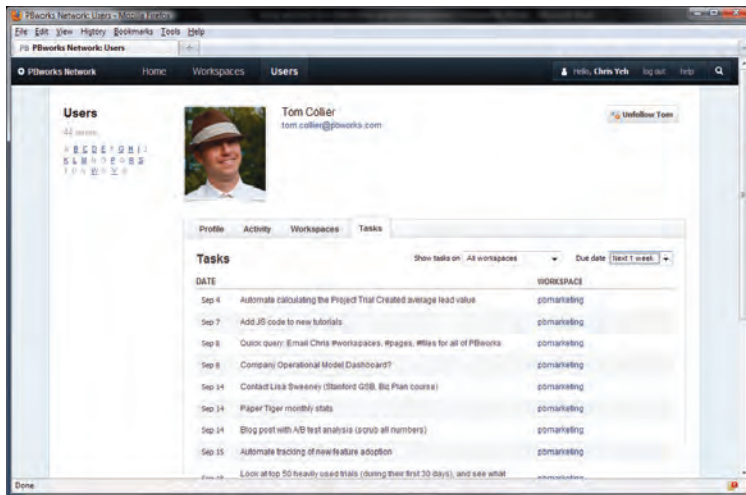 PBworks Network: Users - Mozilla Firefox
File Edit View History Bookmarks Tools Help
PB PBworks Network: Users
PBworks Network Home Workspaces Users Hello, Chris Yeh log out help
Users
44 users
A B C D E F G H I J
K L M N O P Q R S
T U V W X Y Z
Tom Collier
tom.collier@pbworks.com
Unfollow Tom
Profile Activity Workspaces Tasks
Tasks Show tasks on All workspaces Due date Next 1 week
DATE WORKSPACE
Sep 4 Automate calculating the Project Trial Created average lead value pbmarketing
Sep 7 Add JS code to new tutorials pbmarketing
Sep 8 Quick query: Email Chris #workspaces, #pages, #files for all of PBworks pbmarketing
Sep 8 Company Operational Model Dashboard? pbmarketing
Sep 14 Contact Lisa Sweeney (Stanford GSB, Biz Plan course) pbmarketing
Sep 14 Paper Tiger monthly stats pbmarketing
Sep 14 Blog post with A/B test analysis (scrub all numbers) pbmarketing
Sep 15 Automate tracking of new feature adoption pbmarketing
Look at top 50 heavily used trials (during their first 30 days), and see what pbmarketing
Done